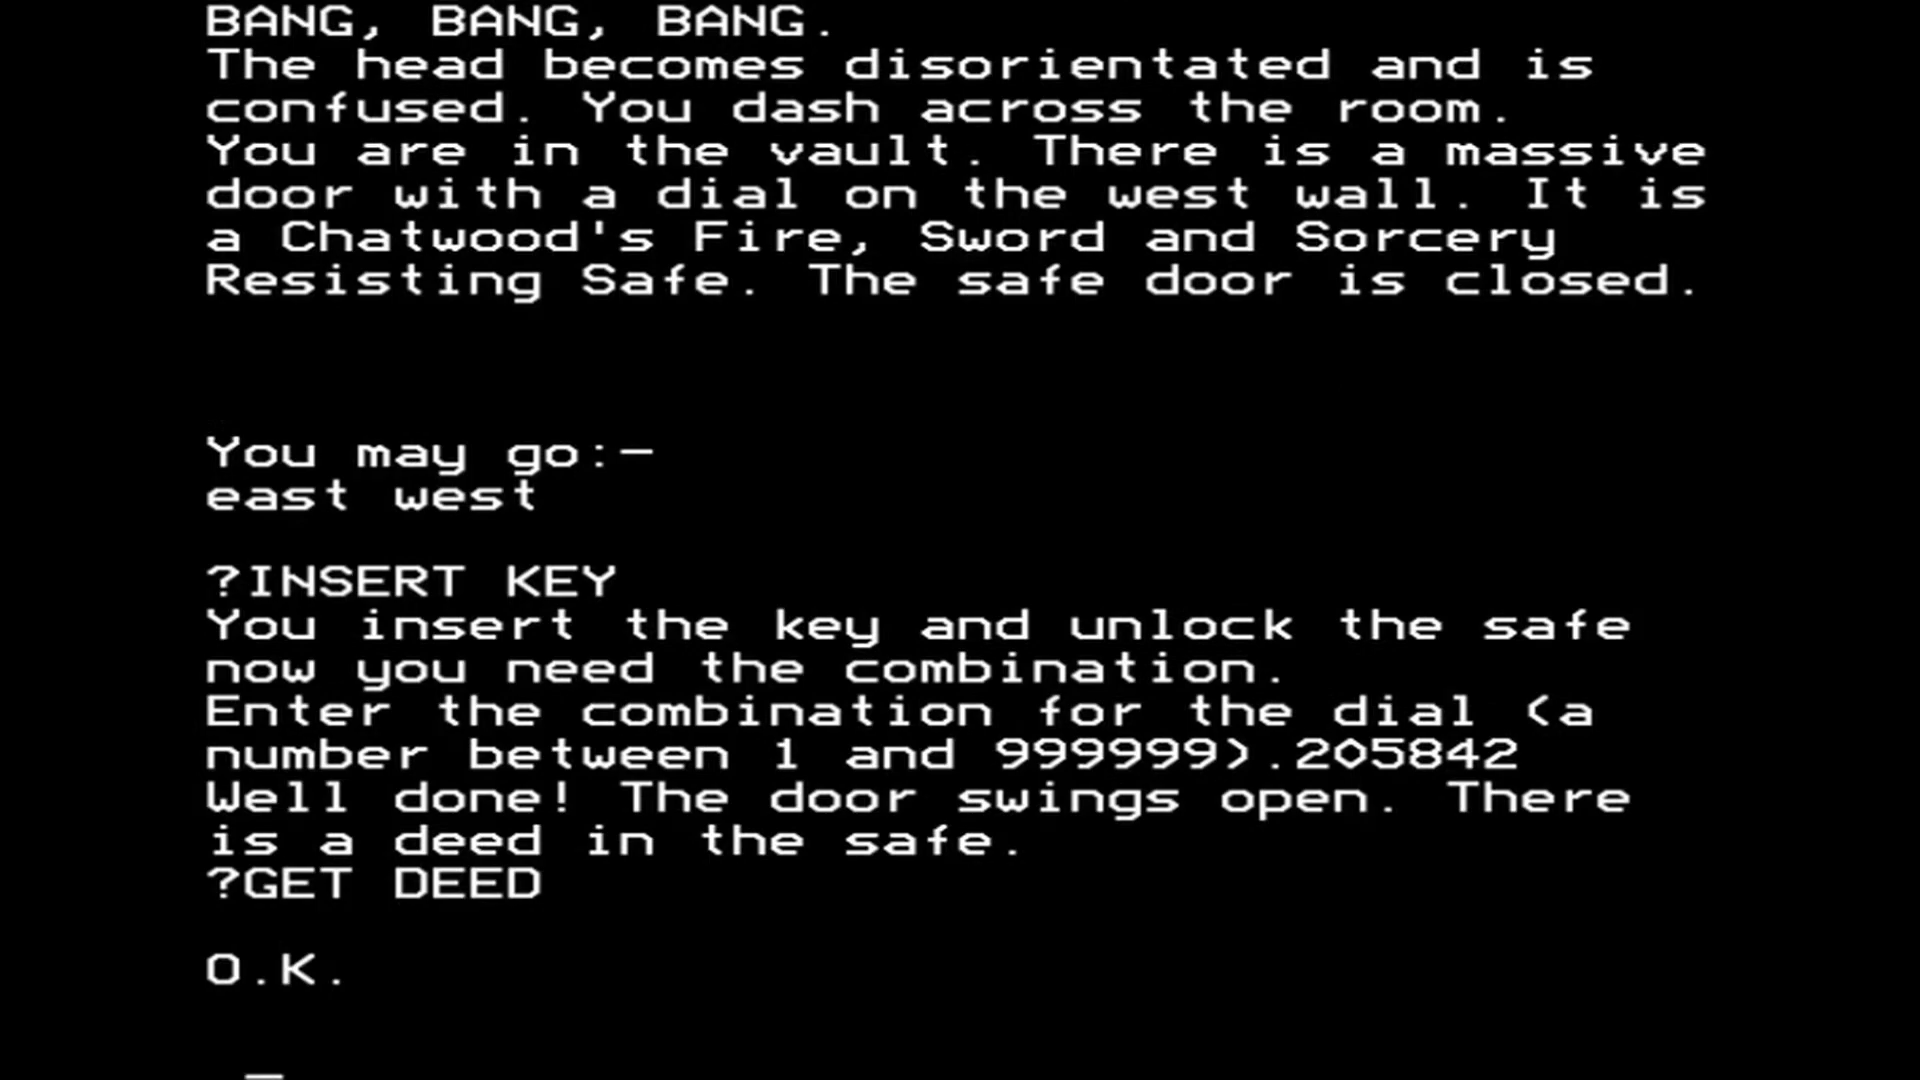 BANG, BANG, BANG.
The head becomes disorientated and is
confused. You dash across the room.
You are in the vault. There is a massive
door with a dial on the west wall. It is
a Chatwood's Fire, Sword and Sorcery
Resisting Safe. The safe door is closed.
You may go:—
east west
?INSERT KEY
You insert the key and unlock the safe
now you need the combination.
Enter the combination for the dial (a
number between 1 and 999999).205842
Well done! The door swings open. There
is a deed in the safe.
?GET DEED
O.K.